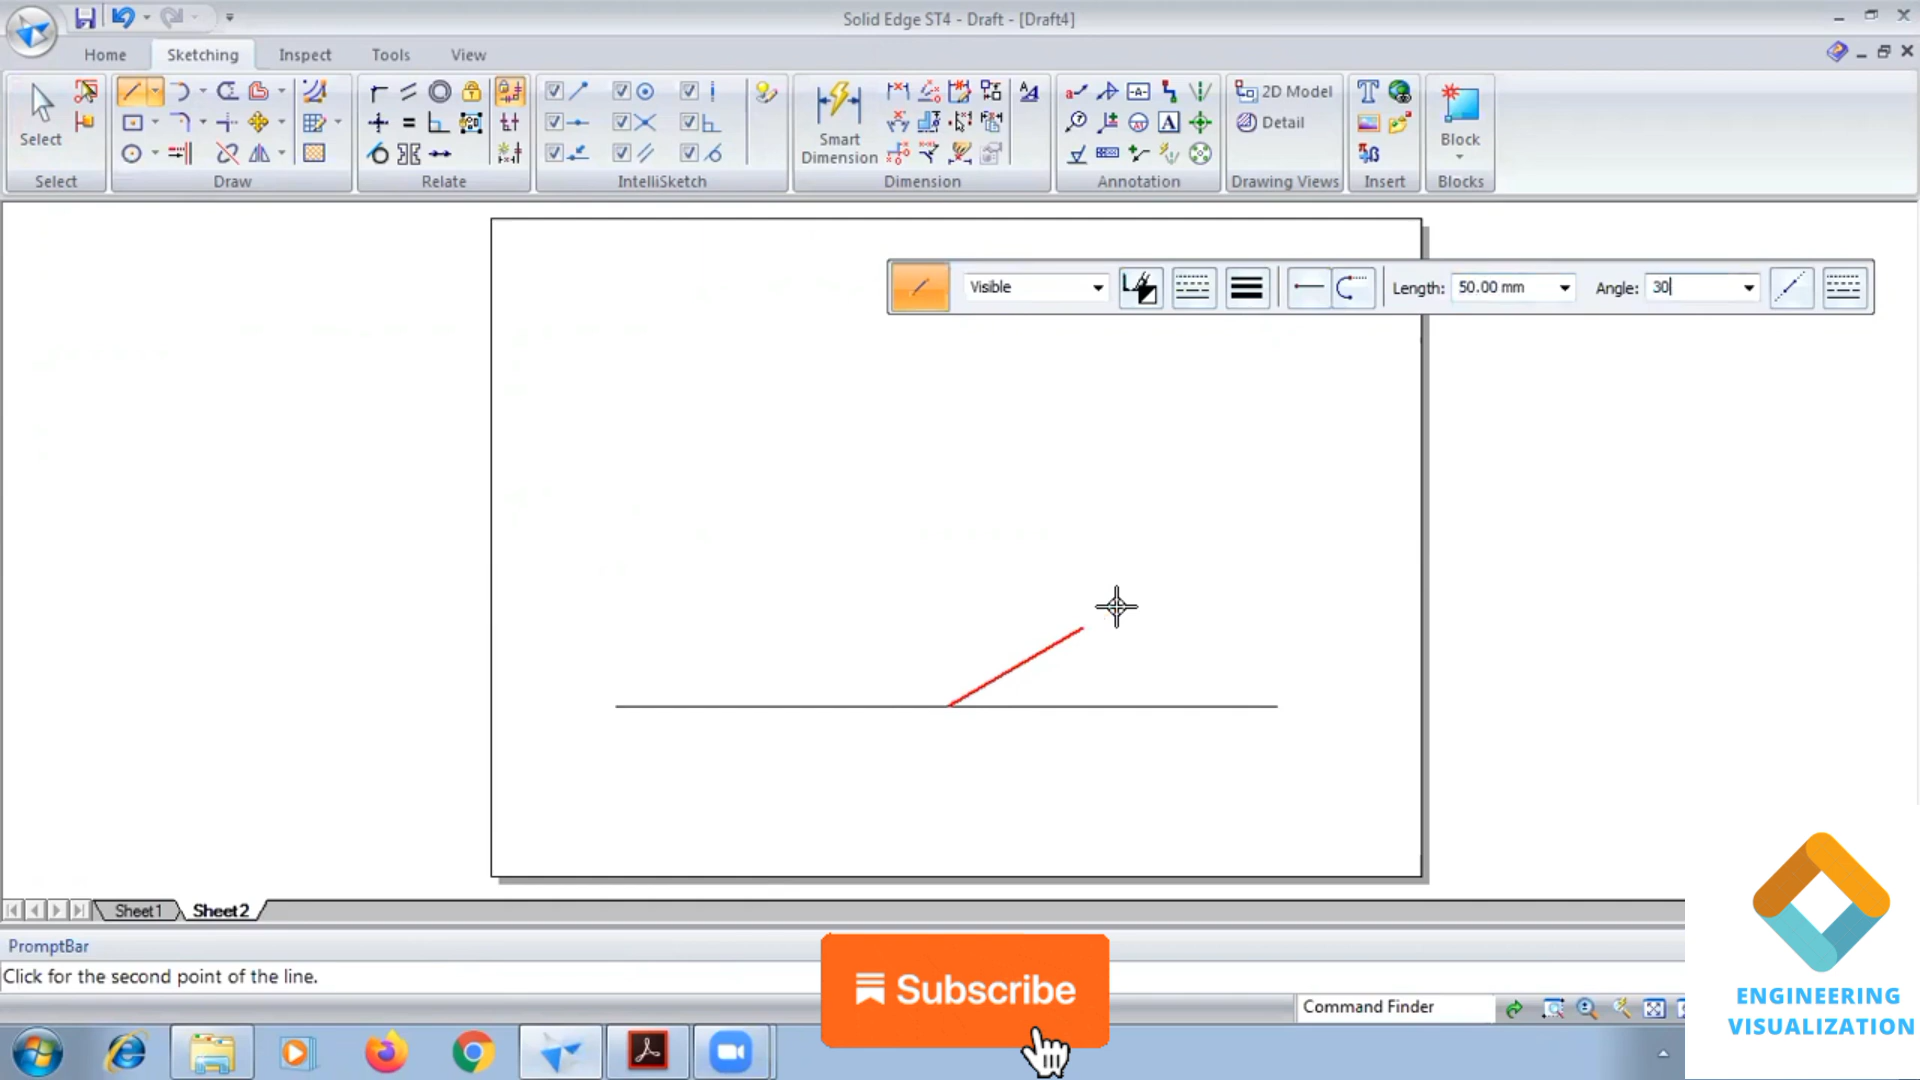 Solid Edge ST4 - Draft - [Draft4]
Home
Sketching
Inspect
Tools
View
Select
Smart
Dimension
2D Model
Detail
Block
Select
Draw
Relate
IntelliSketch
Dimension
Annotation
Drawing Views
Insert
Blocks
Visible
Length:
50.00 mm
Angle:
30
Sheet1
Sheet2
PromptBar
Click for the second point of the line.
Subscribe
Command Finder
ENGINEERING
VISUALIZATION